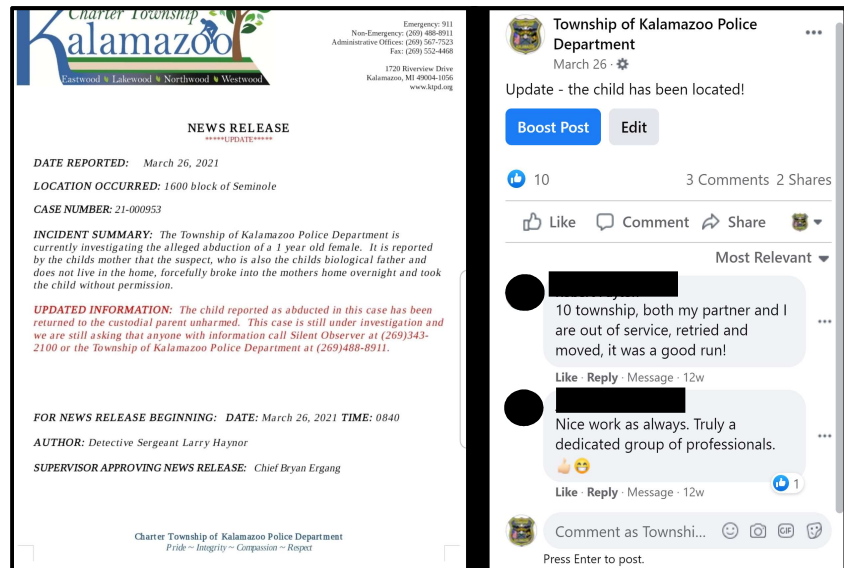 Charter Township
Kalamazoo
Eastwood Lakewood Northwood Westwood
Emergency: 911
Non-Emergency: (269) 488-8911
Administrative Offices: (269) 567-7523
Fax: (269) 552-4468
1720 Riverview Drive
Kalamazoo, MI 49004-1056
www.ktpd.org
NEWS RELEASE
*****UPDATE*****
DATE REPORTED: March 26, 2021
LOCATION OCCURRED: 1600 block of Seminole
CASE NUMBER: 21-000953
INCIDENT SUMMARY: The Township of Kalamazoo Police Department is
currently investigating the alleged abduction of a 1 year old female. It is reported
by the childs mother that the suspect, who is also the childs biological father and
does not live in the home, forcefully broke into the mothers home overnight and took
the child without permission.
UPDATED INFORMATION: The child reported as abducted in this case has been
returned to the custodial parent unharmed. This case is still under investigation and
we are still asking that anyone with information call Silent Observer at (269)343-
2100 or the Township of Kalamazoo Police Department at (269)488-8911.
FOR NEWS RELEASE BEGINNING: DATE: March 26, 2021 TIME: 0840
AUTHOR: Detective Sergeant Larry Haynor
SUPERVISOR APPROVING NEWS RELEASE: Chief Bryan Ergang
Charter Township of Kalamazoo Police Department
Pride ~ Integrity ~ Compassion ~ Respect
Township of Kalamazoo Police
Department
March 26 ·
Update - the child has been located!
Boost Post Edit
10 3 Comments 2 Shares
Like Comment Share
Most Relevant
10 township, both my partner and I
are out of service, retried and
moved, it was a good run!
Like · Reply · Message · 12w
Nice work as always. Truly a
dedicated group of professionals.
1
Like · Reply · Message · 12w
Comment as Townshi... GIF
Press Enter to post.